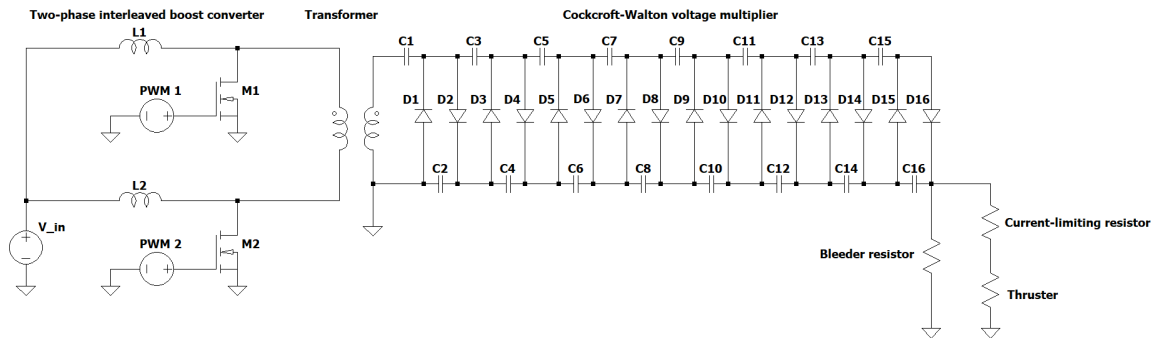 Two-phase interleaved boost converter
Transformer
Cockcroft-Walton voltage multiplier
L1
C1 C3 C5 C7 C9 C11 C13 C15
PWM 1
M1
D1 D2 D3 D4 D5 D6 D7 D8 D9 D10 D11 D12 D13 D14 D15 D16
C2 C4 C6 C8 C10 C12 C14 C16
L2
V_in
PWM 2
M2
Current-limiting resistor
Bleeder resistor
Thruster